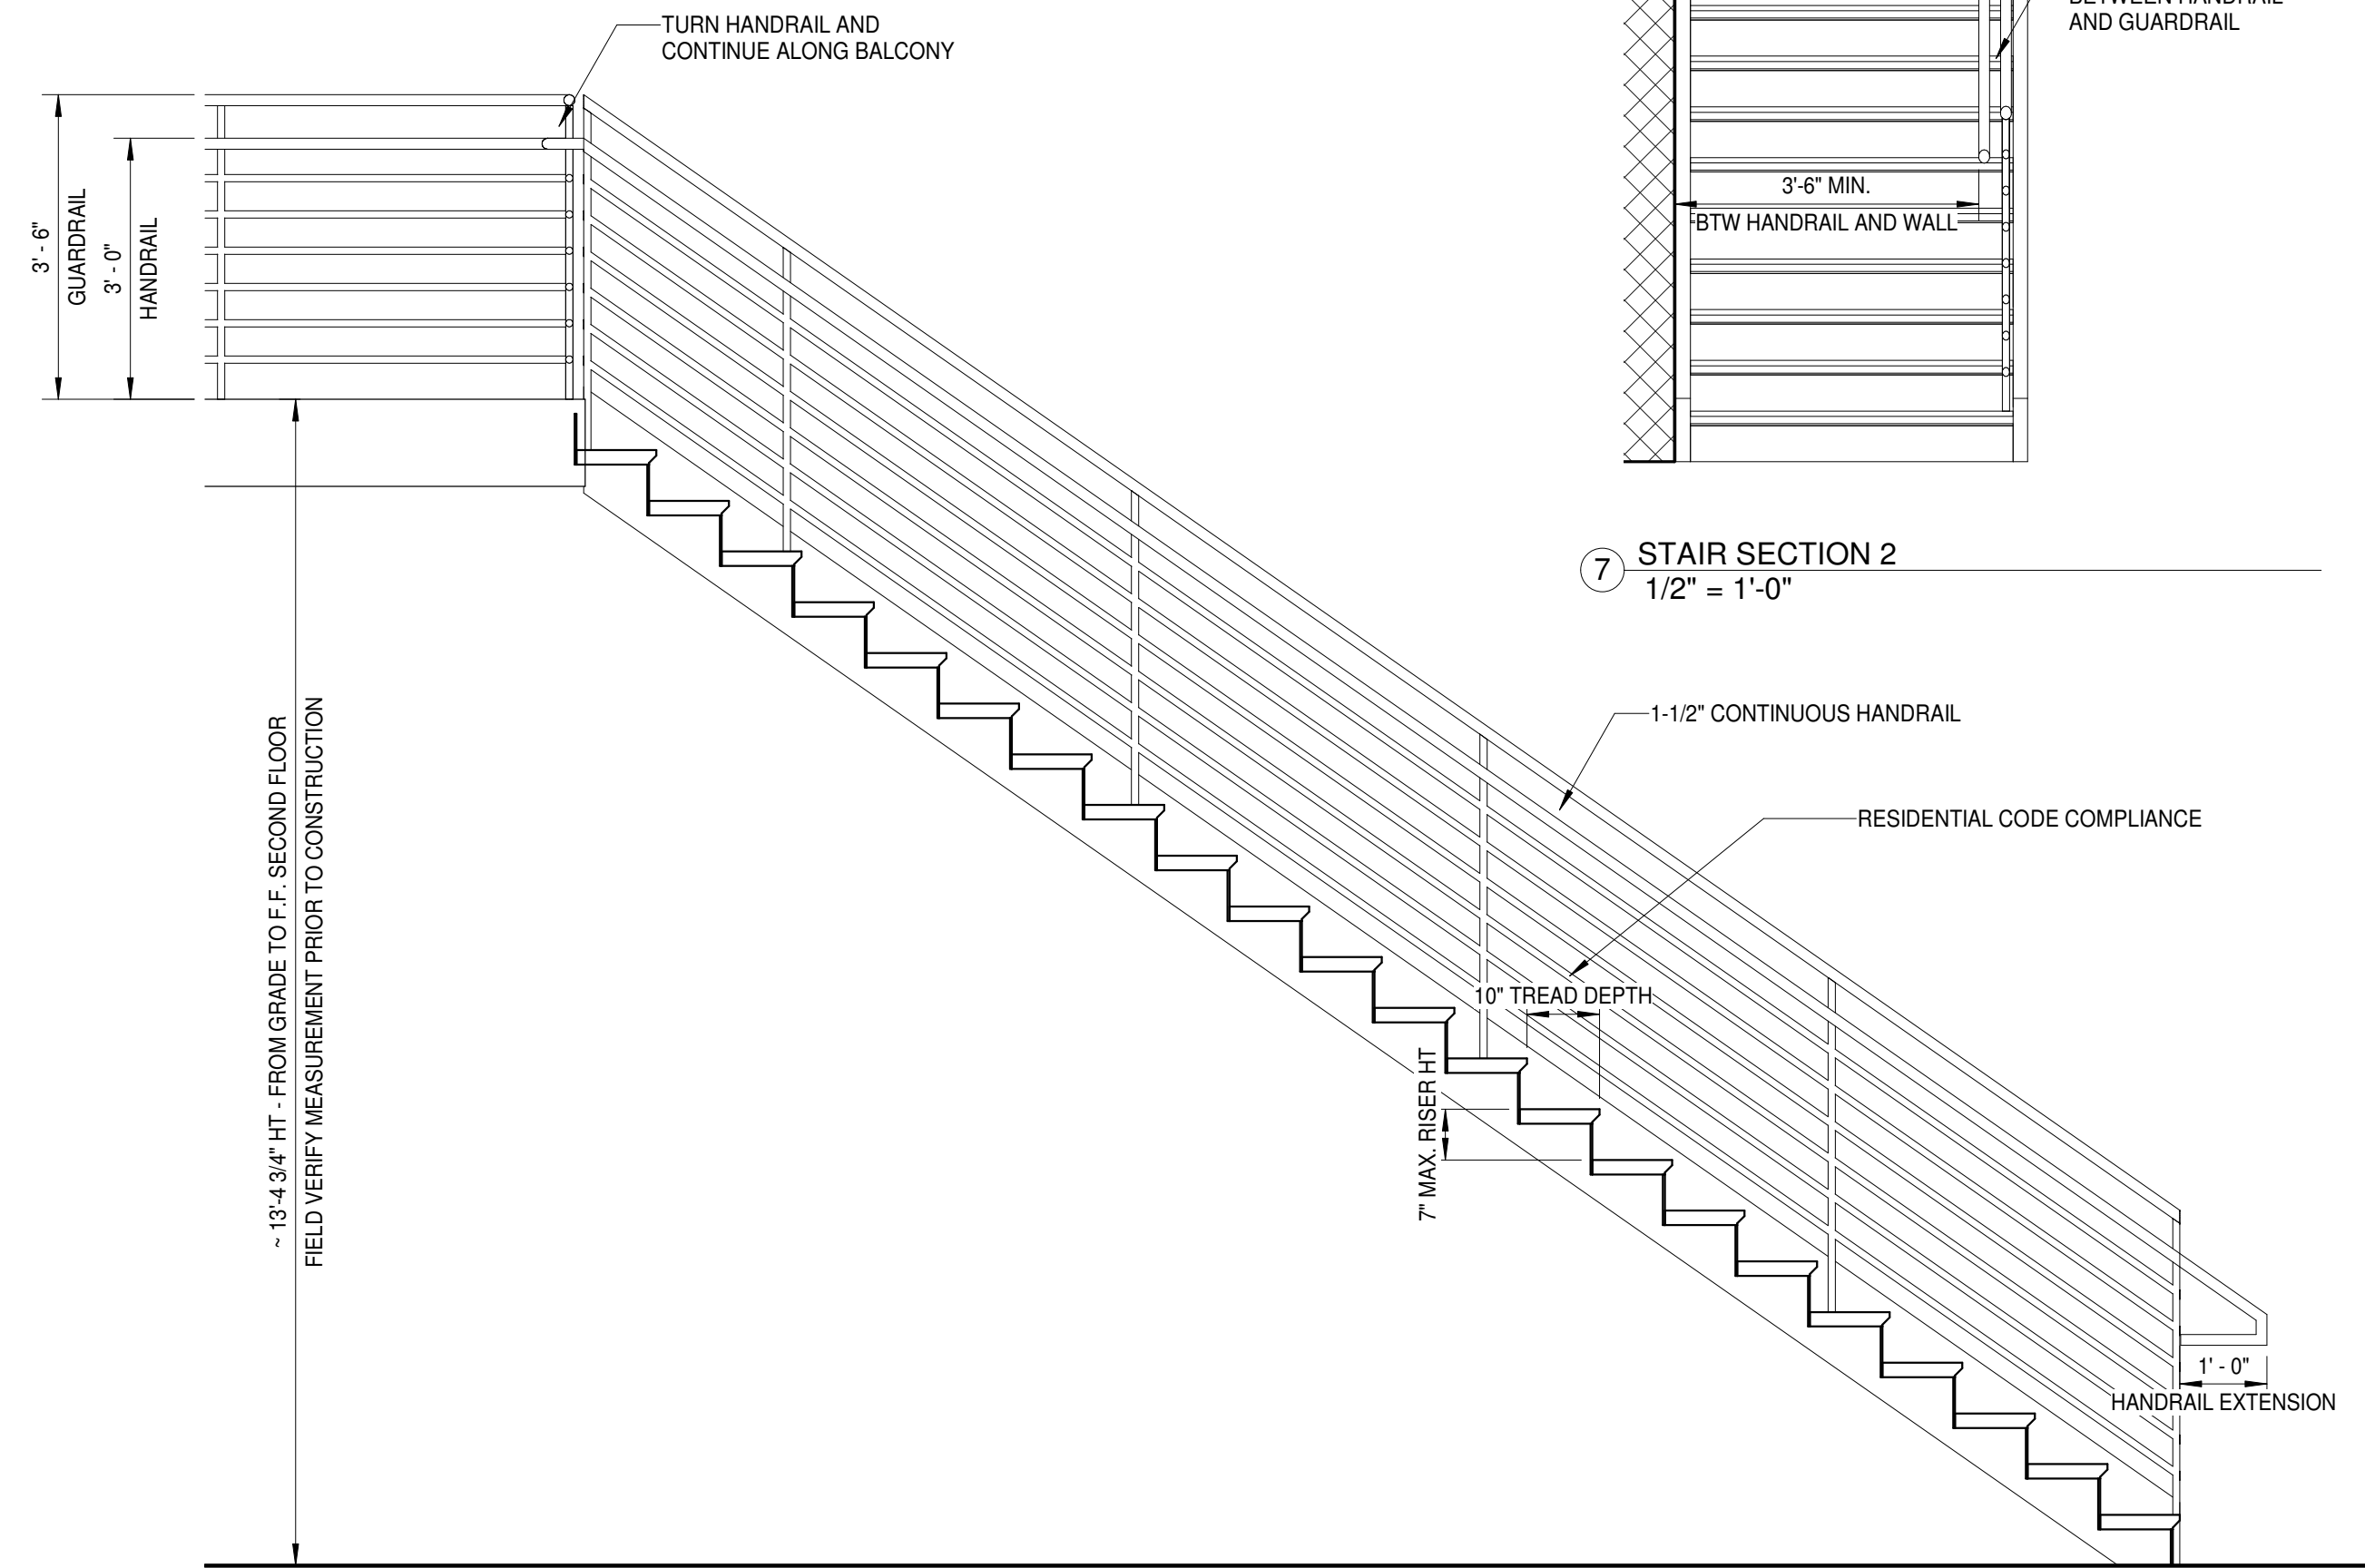 TURN HANDRAIL AND
CONTINUE ALONG BALCONY
BETWEEN HANDRAIL
AND GUARDRAIL
3' - 6"
GUARDRAIL
3' - 0"
HANDRAIL
3'-6" MIN.
BTW HANDRAIL AND WALL
7 STAIR SECTION 2
1/2" = 1'-0"
1-1/2" CONTINUOUS HANDRAIL
RESIDENTIAL CODE COMPLIANCE
~ 13'-4 3/4" HT - FROM GRADE TO F.F. SECOND FLOOR
FIELD VERIFY MEASUREMENT PRIOR TO CONSTRUCTION
10" TREAD DEPTH
7" MAX. RISER HT
1' - 0"
HANDRAIL EXTENSION